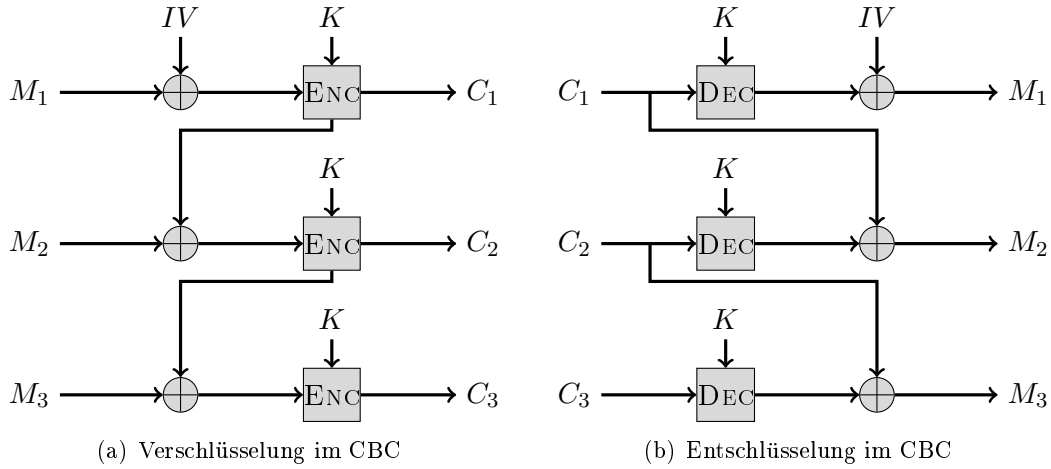 IV K K IV
M₁ ENC C₁ C₁ DEC M₁
K K
M₂ ENC C₂ C₂ DEC M₂
K K
M₃ ENC C₃ C₃ DEC M₃
(a) Verschlüsselung im CBC (b) Entschlüsselung im CBC